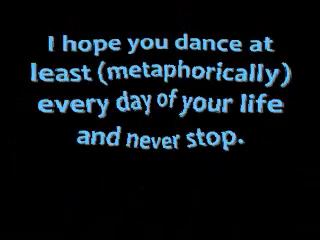 I hope you dance at
least (metaphorically)
every day of your life
and never stop.